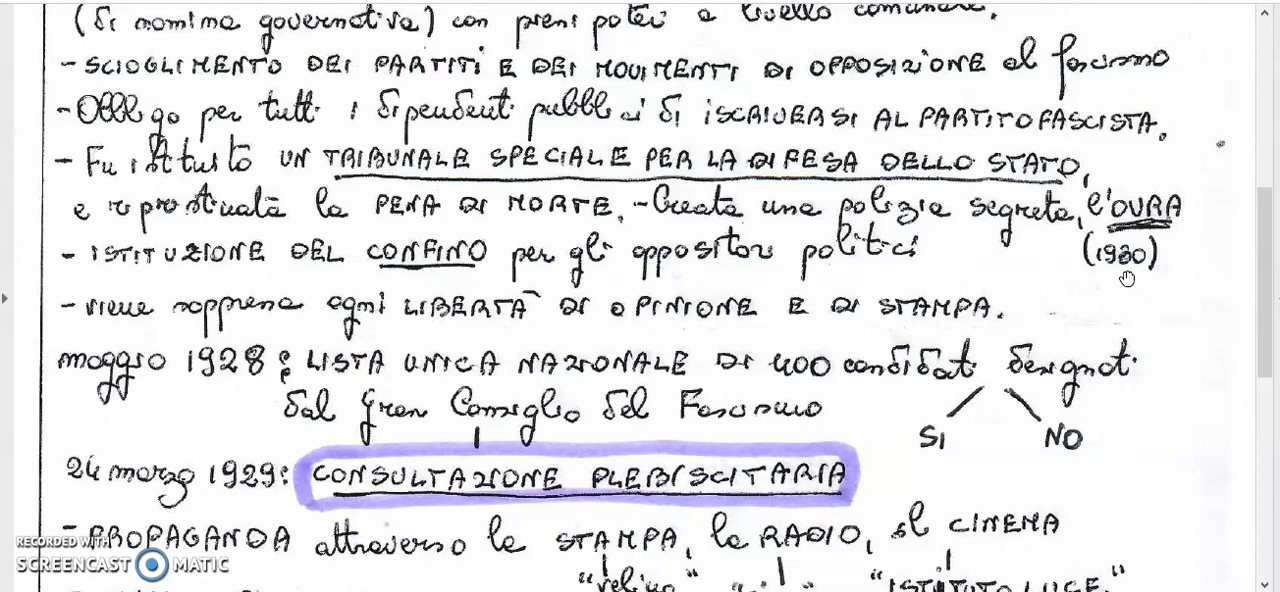 (di nomina governativa) con pieni poteri a livello comunale.
- SCIOGLIMENTO DEI PARTITI E DEI MOVIMENTI DI OPPOSIZIONE al fascismo
- Obbligo per tutti i dipendenti pubblici di ISCRIVERSI AL PARTITO FASCISTA.
- Fu istituito UN TRIBUNALE SPECIALE PER LA DIFESA DELLO STATO,
e ripristinata la PENA DI MORTE. - Creata una polizia segreta, l'OVRA
- ISTITUZIONE DEL CONFINO per gli oppositori politici (1930)
- viene soppressa ogni LIBERTÀ DI OPINIONE E DI STAMPA.
maggio 1928: LISTA UNICA NAZIONALE DI 400 candidati designati
dal Gran Consiglio del Fascismo
SI NO
24 marzo 1929: CONSULTAZIONE PLEBISCITARIA
- PROPAGANDA attraverso la STAMPA, la RADIO, il CINEMA
"veline" "ISTITUTO LUCE"
RECORDED WITH
SCREENCAST MATIC